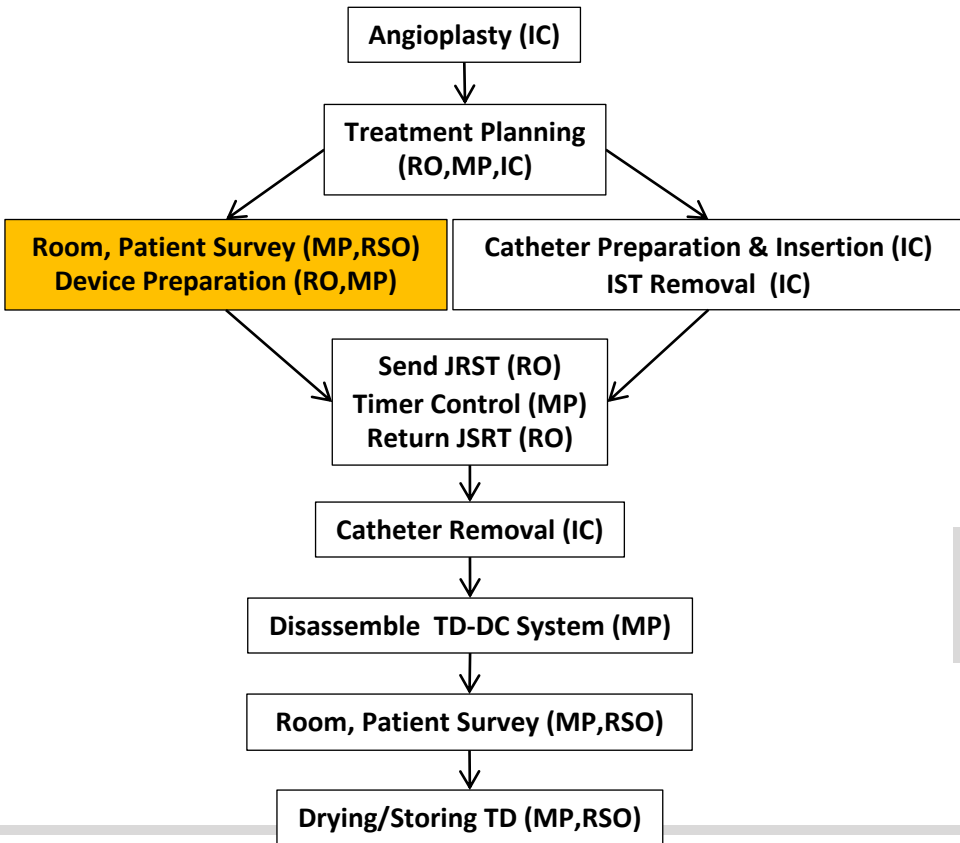 Angioplasty (IC)
Treatment Planning
(RO,MP,IC)
Room, Patient Survey (MP,RSO)
Device Preparation (RO,MP)
Catheter Preparation & Insertion (IC)
IST Removal (IC)
Send JRST (RO)
Timer Control (MP)
Return JSRT (RO)
Catheter Removal (IC)
Disassemble TD-DC System (MP)
Room, Patient Survey (MP,RSO)
Drying/Storing TD (MP,RSO)